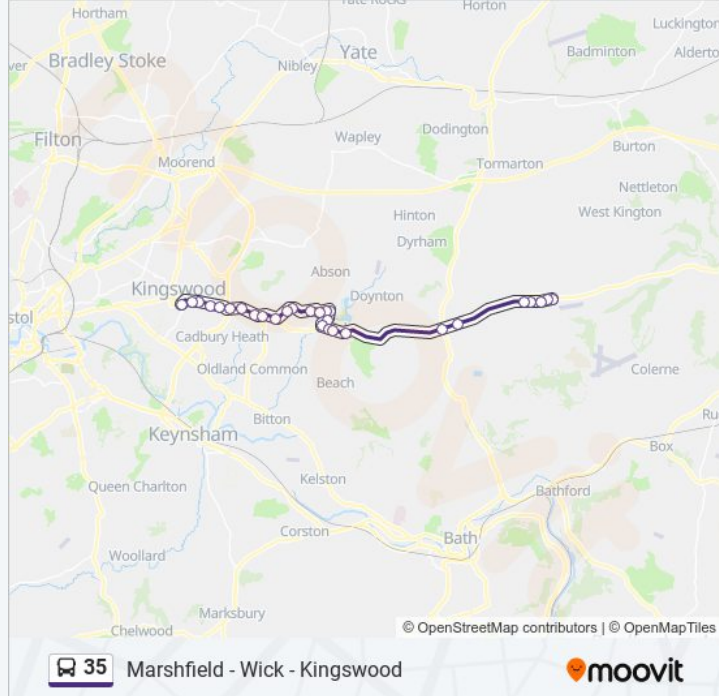 Yate Rocks
Hortham
Horton
Luckington
Bradley Stoke
Yate
Badminton
Nibley
Filton
Wapley
Dodington
Burton
Moorend
Tormarton
Nettleton
Hinton
West Kington
Dyrham
Abson
Kingswood
Doynton
Cadbury Heath
Oldland Common
Colerne
Beach
Bitton
Keynsham
Box
Kelston
Queen Charlton
Bathford
Corston
Bath
Woollard
Marksbury
Chelwood
© OpenStreetMap contributors | © OpenMapTiles
35 Marshfield - Wick - Kingswood
moovit